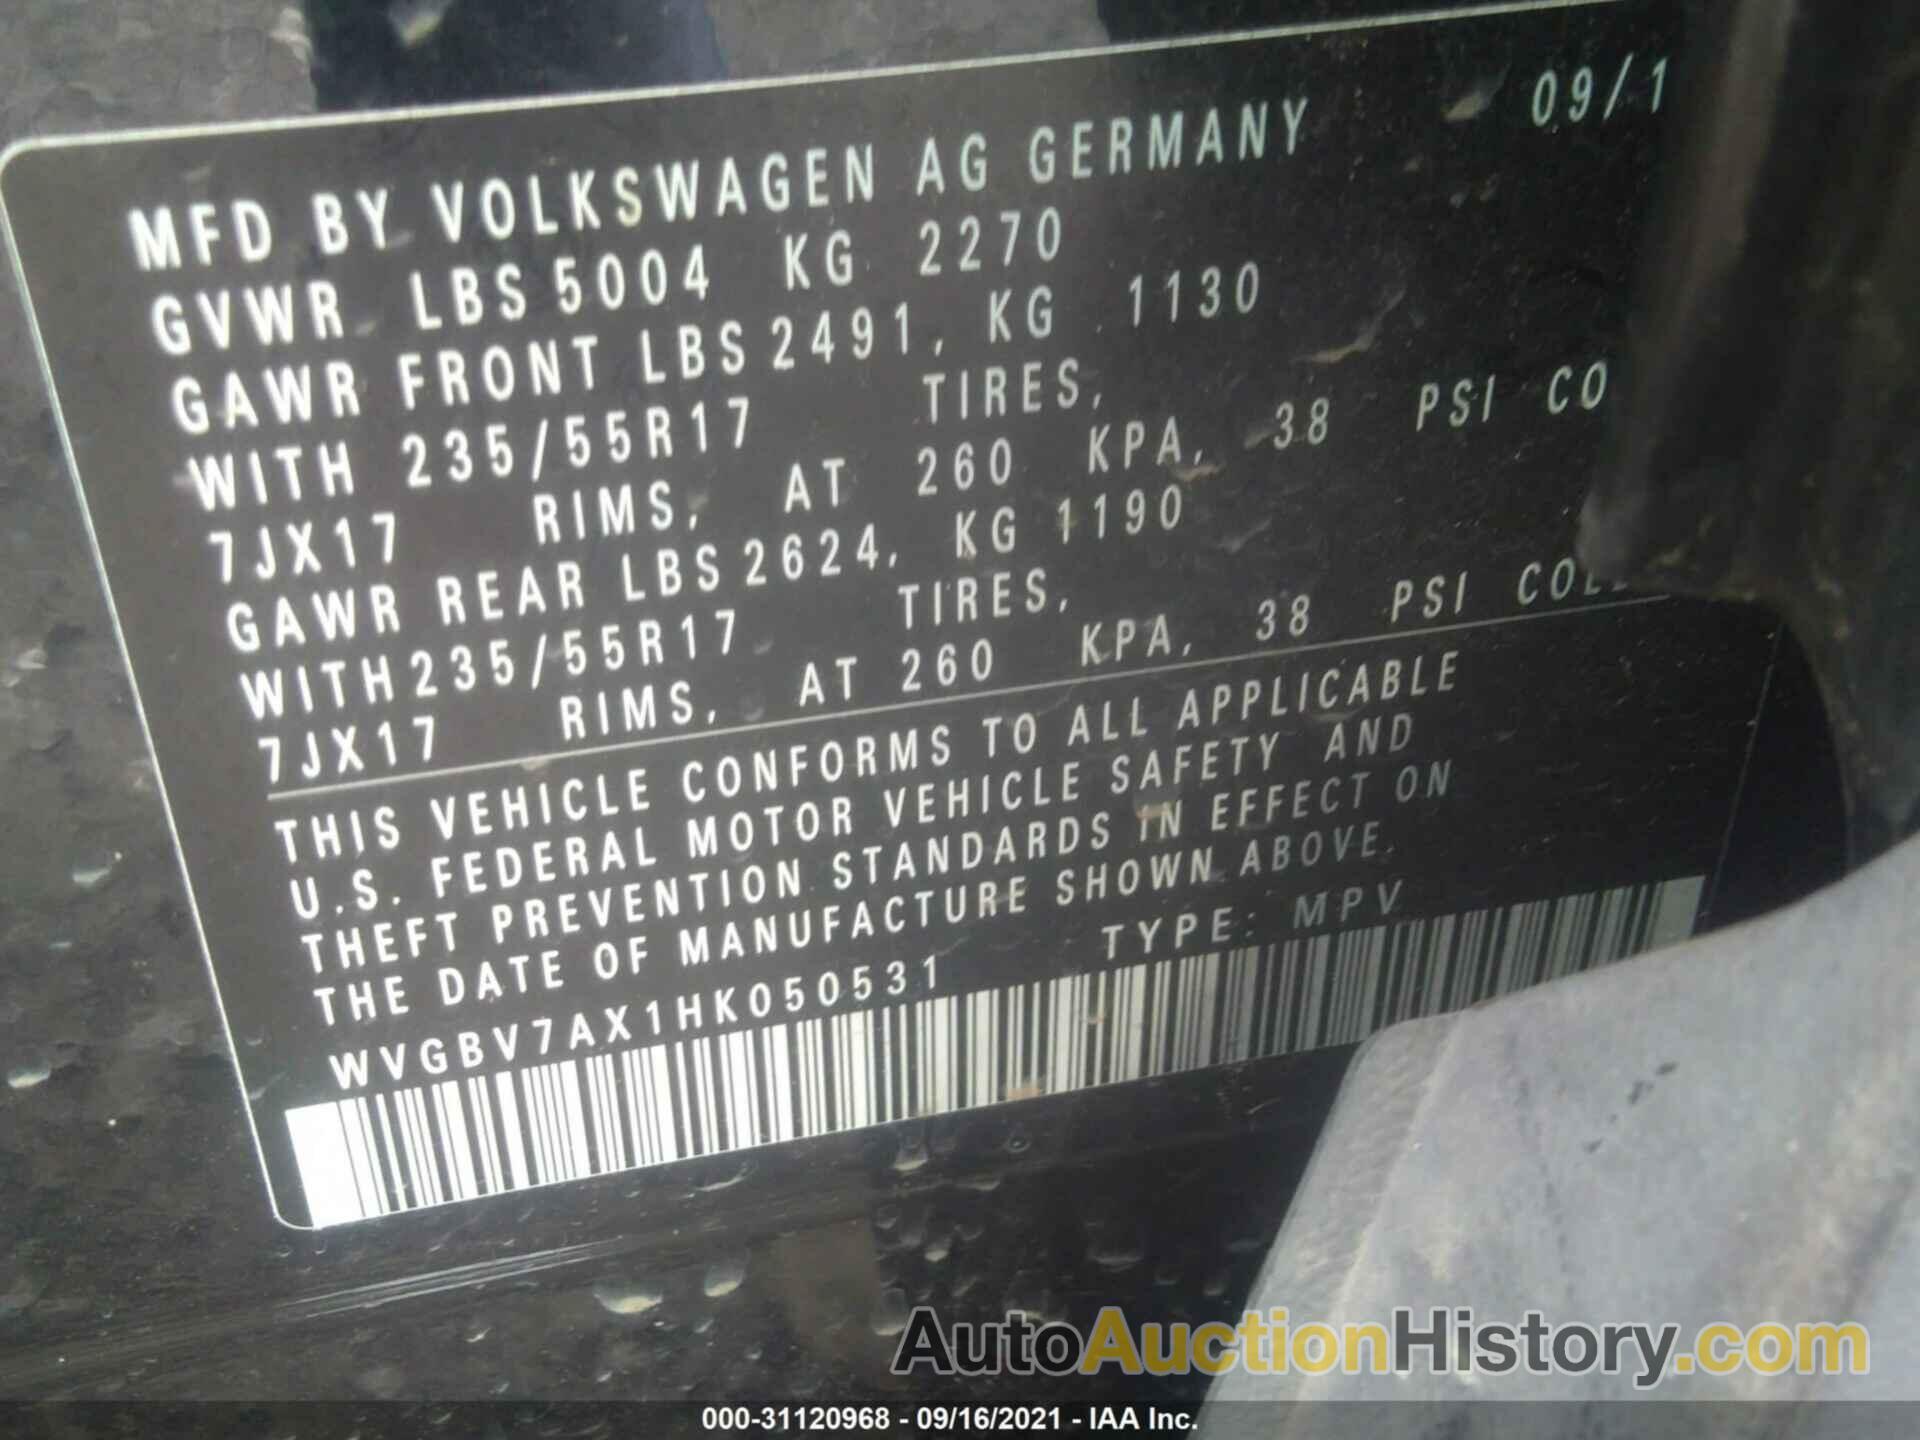 09/1
MFD BY VOLKSWAGEN AG GERMANY
GVWR LBS 5004 KG 2270
GAWR FRONT LBS 2491, KG 1130
WITH 235/55R17 TIRES,
7JX17 RIMS, AT 260 KPA, 38 PSI CO
GAWR REAR LBS 2624, KG 1190
WITH 235/55R17 TIRES,
7JX17 RIMS, AT 260 KPA, 38 PSI COL
THIS VEHICLE CONFORMS TO ALL APPLICABLE
U.S. FEDERAL MOTOR VEHICLE SAFETY AND
THEFT PREVENTION STANDARDS IN EFFECT ON
THE DATE OF MANUFACTURE SHOWN ABOVE.
WVGBV7AX1HK050531 TYPE: MPV
AutoAuctionHistory.com
000-31120968 - 09/16/2021 - IAA Inc.